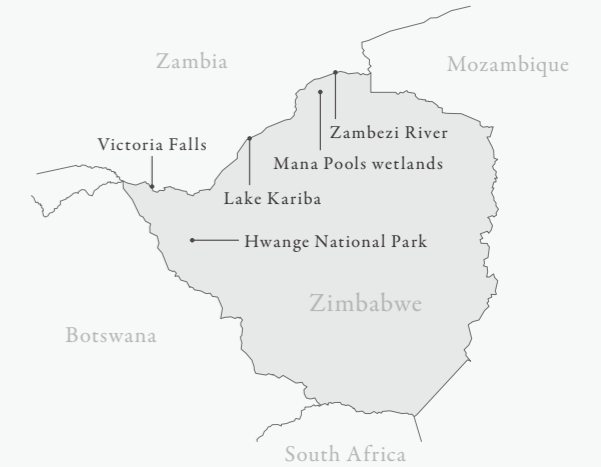 Zambia
Mozambique
Zambezi River
Victoria Falls
Mana Pools wetlands
Lake Kariba
Hwange National Park
Zimbabwe
Botswana
South Africa